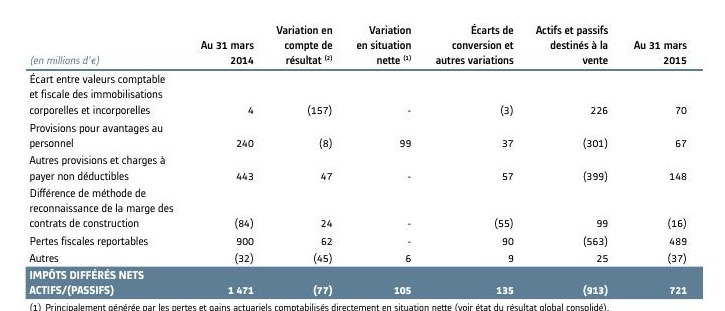 (en millions d'€) Au 31 mars 2014 Variation en compte de résultat (2) Variation en situation nette (1) Écarts de conversion et autres variations Actifs et passifs destinés à la vente Au 31 mars 2015
Écart entre valeurs comptable
et fiscale des immobilisations
corporelles et incorporelles 4 (157) - (3) 226 70
Provisions pour avantages au
personnel 240 (8) 99 37 (301) 67
Autres provisions et charges à
payer non déductibles 443 47 - 57 (399) 148
Différence de méthode de
reconnaissance de la marge des
contrats de construction (84) 24 - (55) 99 (16)
Pertes fiscales reportables 900 62 - 90 (563) 489
Autres (32) (45) 6 9 25 (37)
IMPÔTS DIFFÉRÉS NETS
ACTIFS/(PASSIFS) 1 471 (77) 105 135 (913) 721
(1) Principalement générée par les pertes et gains actuariels comptabilisés directement en situation nette (voir état du résultat global consolidé).